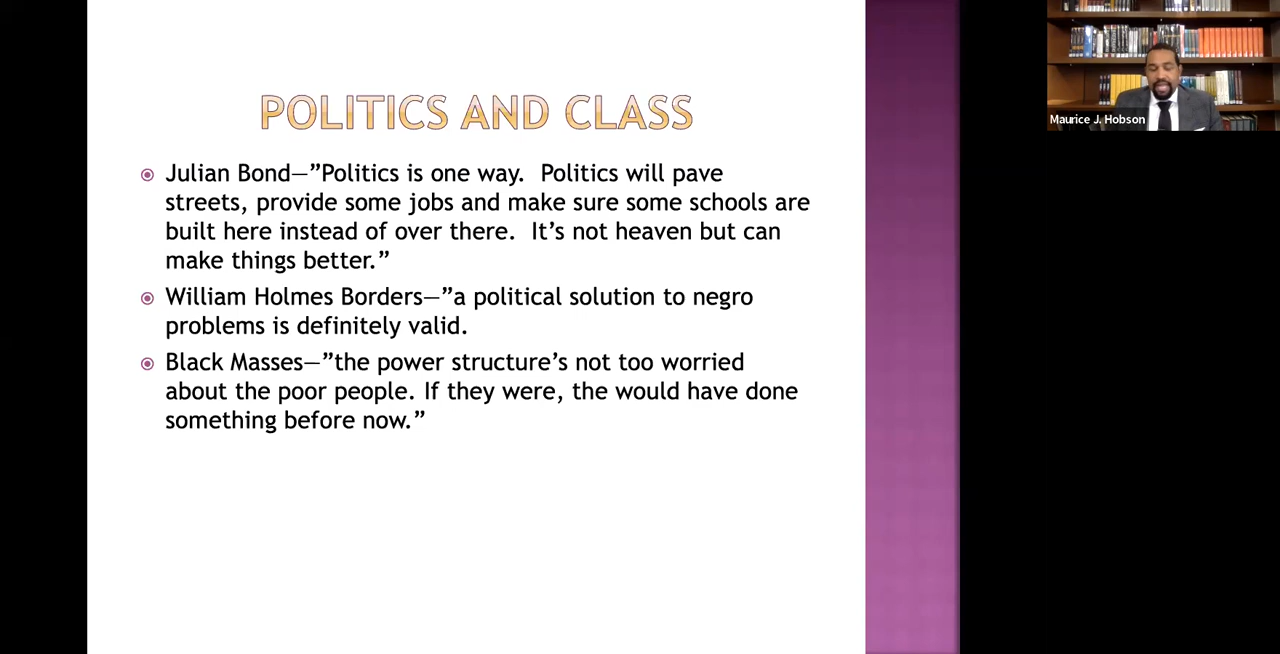 POLITICS AND CLASS
Julian Bond—”Politics is one way.  Politics will pave
streets, provide some jobs and make sure some schools are
built here instead of over there.  It’s not heaven but can
make things better.”
William Holmes Borders—”a political solution to negro
problems is definitely valid.
Black Masses—”the power structure’s not too worried
about the poor people. If they were, the would have done
something before now.”
Maurice J. Hobson